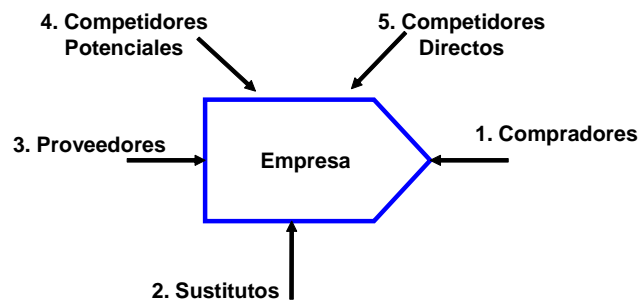 4. Competidores
Potenciales
5. Competidores
Directos
3. Proveedores
Empresa
1. Compradores
2. Sustitutos